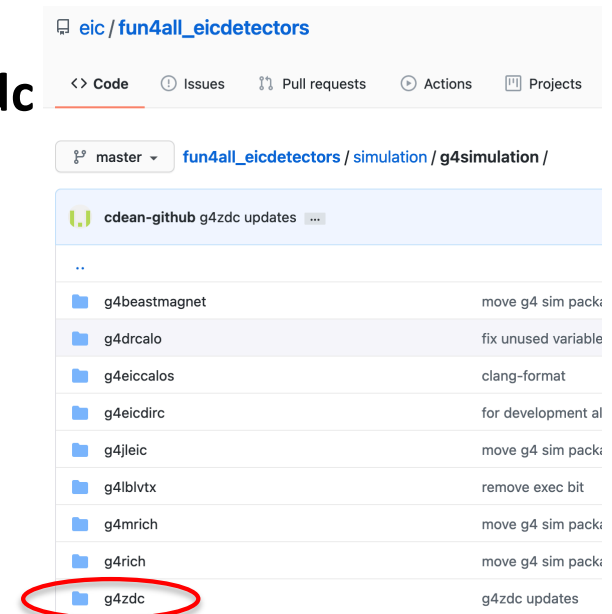 eic / fun4all_eicdetectors
dc
Code Issues Pull requests Actions Projects
master fun4all_eicdetectors / simulation / g4simulation /
cdean-github g4zdc updates ...
..
g4beastmagnet move g4 sim packa
g4drcalo fix unused variable
g4eiccalos clang-format
g4eicdirc for development al
g4jleic move g4 sim packa
g4lblvtx remove exec bit
g4mrich move g4 sim packa
g4rich move g4 sim packa
g4zdc g4zdc updates